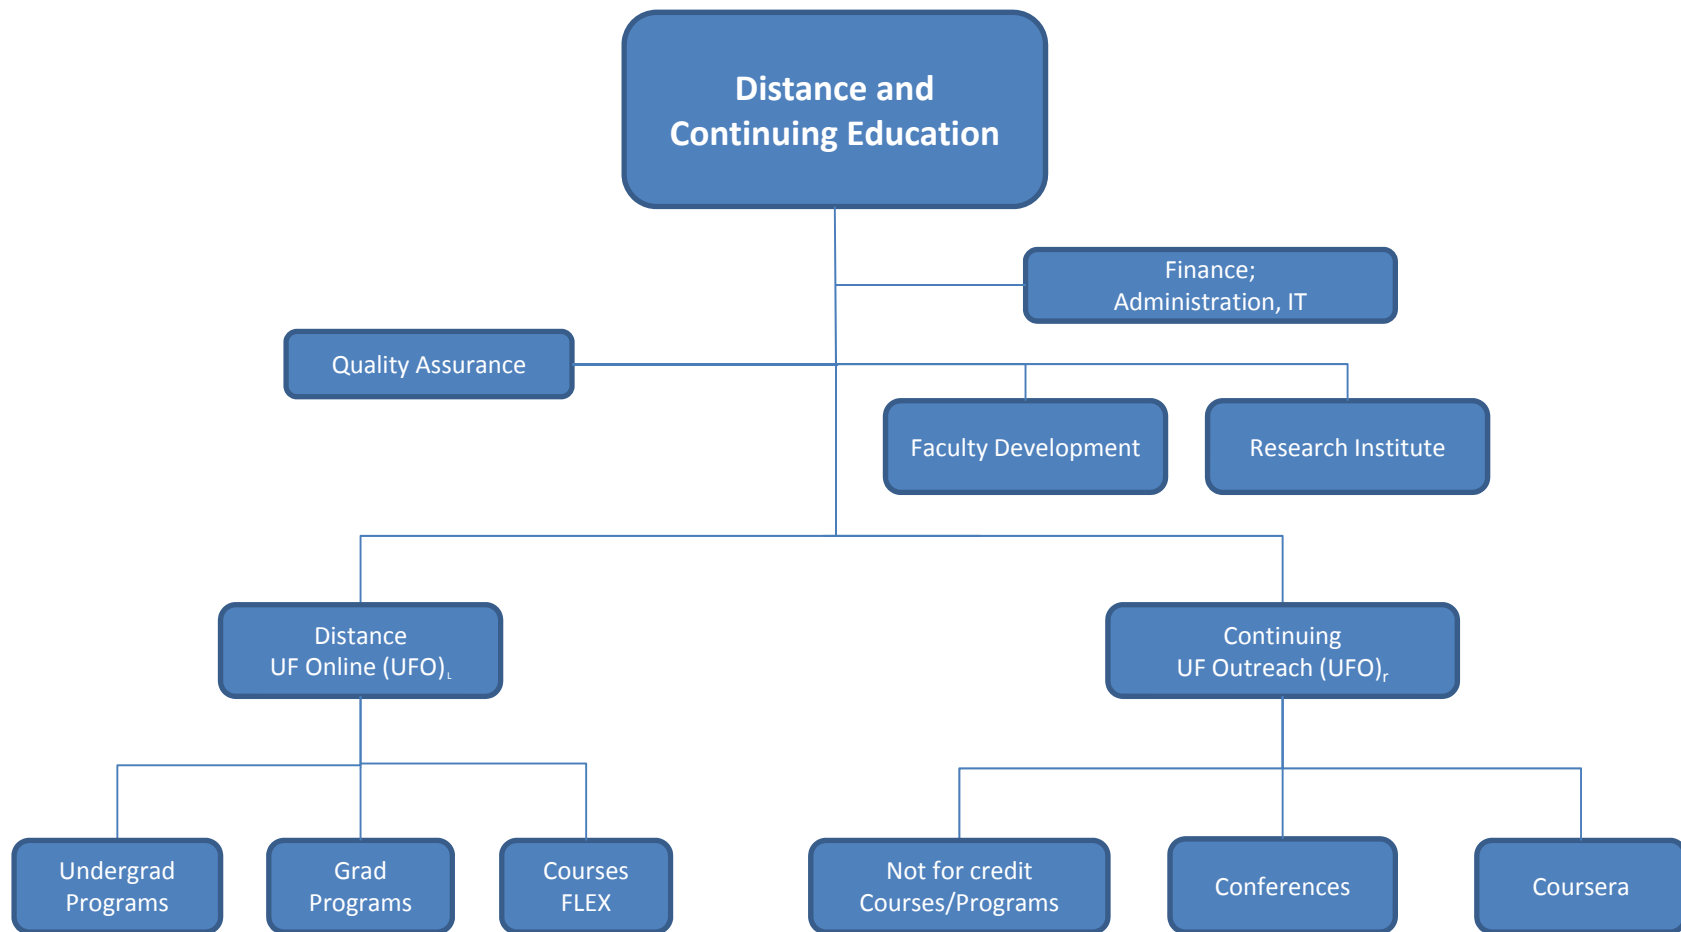 Distance and
Continuing Education
Finance;
Administration, IT
Quality Assurance
Faculty Development
Research Institute
Distance
UF Online (UFO)L
Continuing
UF Outreach (UFO)r
Undergrad
Programs
Grad
Programs
Courses
FLEX
Not for credit
Courses/Programs
Conferences
Coursera